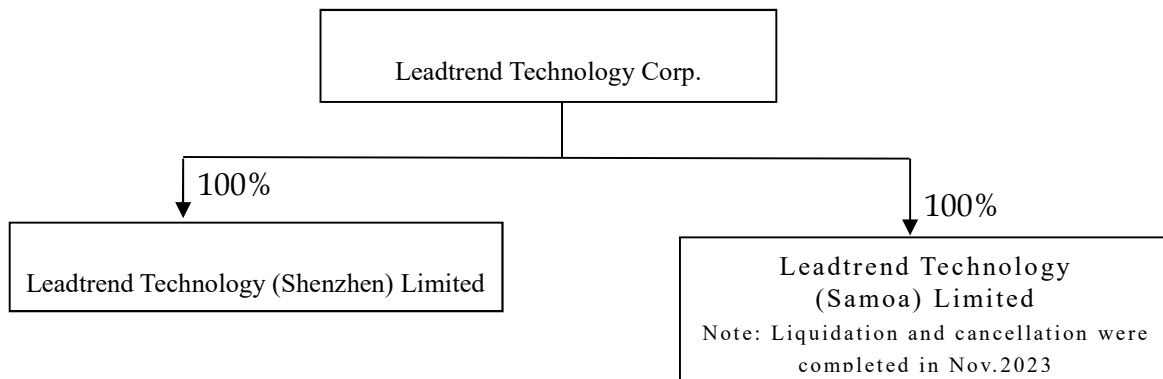 Leadtrend Technology Corp.
100%
100%
Leadtrend Technology (Shenzhen) Limited
Leadtrend Technology
(Samoa) Limited
Note: Liquidation and cancellation were
completed in Nov.2023